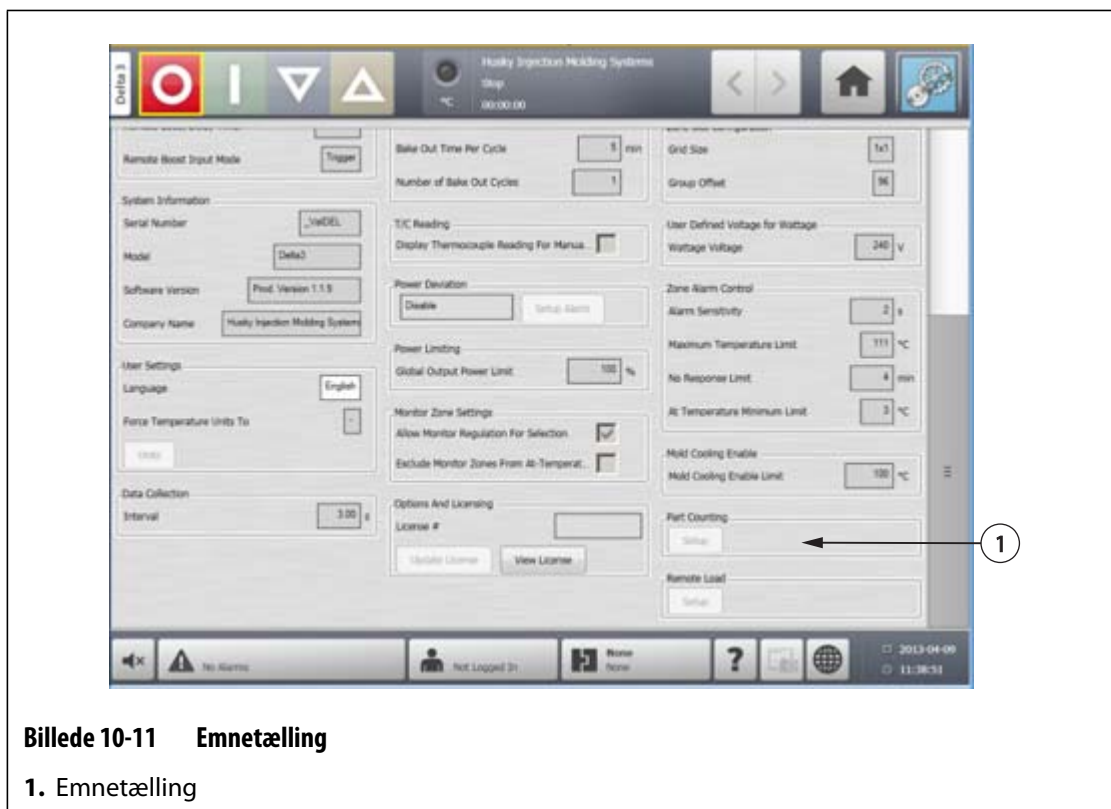 Delta 3
Husky Injection Molding Systems
Stop
°C
00:00:00
Remote Boost Input Mode
Trigger
System Information
Serial Number
_ValDEL
Model
Delta3
Software Version
Prod. Version 1.1.5
Company Name
Husky Injection Molding Systems
User Settings
Language
English
Force Temperature Units To
-
Units
Data Collection
Interval
3.00 s
Bake Out Time Per Cycle
5 min
Number of Bake Out Cycles
1
T/C Reading
Display Thermocouple Reading For Manua...
Power Deviation
Disable
Setup Alarm
Power Limiting
Global Output Power Limit
100 %
Monitor Zone Settings
Allow Monitor Regulation For Selection
Exclude Monitor Zones From At-Temperat...
Options And Licensing
License #
Update License
View License
Grid Size
1x1
Group Offset
96
User Defined Voltage for Wattage
Wattage Voltage
240 V
Zone Alarm Control
Alarm Sensitivity
2 s
Maximum Temperature Limit
111 °C
No Response Limit
4 min
At Temperature Minimum Limit
3 °C
Mold Cooling Enable
Mold Cooling Enable Limit
100 °C
Part Counting
Setup
Remote Load
Setup
1
No Alarms
Not Logged In
None
None
?
2013-04-09
11:38:51
Billede 10-11 Emnetælling
1. Emnetælling